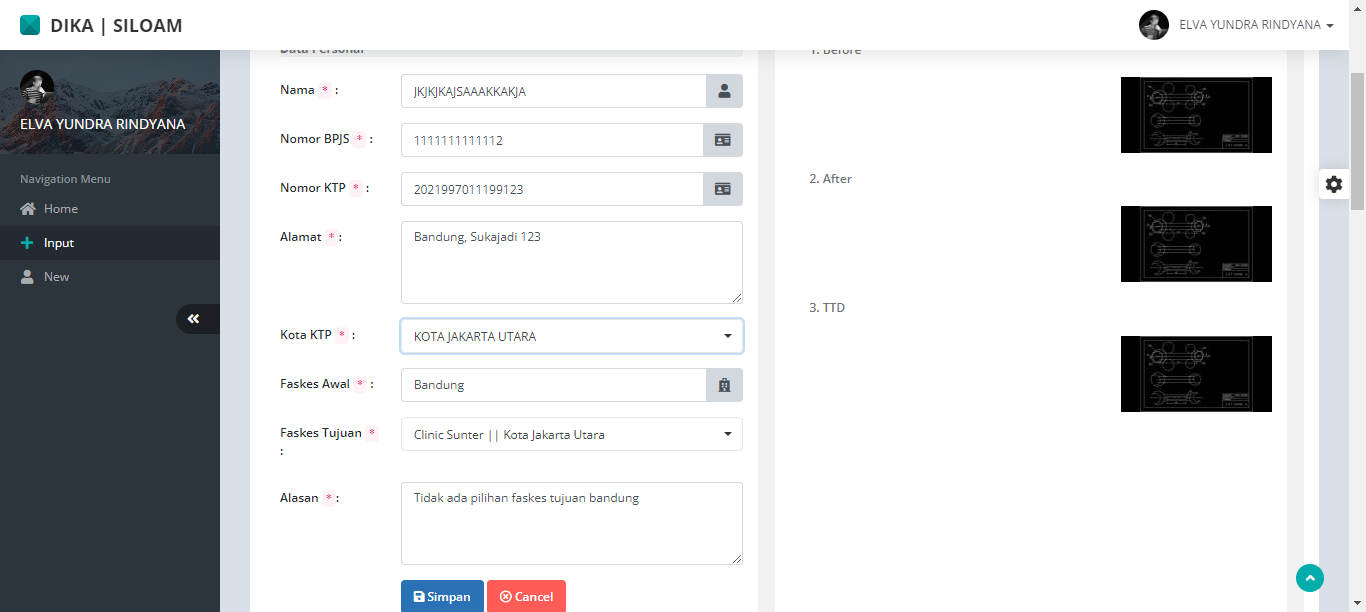 DIKA | SILOAM
ELVA YUNDRA RINDYANA
ELVA YUNDRA RINDYANA
Navigation Menu
Home
Input
New
Data Personal
Nama * :
JKJKJKAJSAAAKKAKJA
Nomor BPJS * :
1111111111112
Nomor KTP * :
2021997011199123
Alamat * :
Bandung, Sukajadi 123
Kota KTP * :
KOTA JAKARTA UTARA
Faskes Awal * :
Bandung
Faskes Tujuan *
:
Clinic Sunter || Kota Jakarta Utara
Alasan * :
Tidak ada pilihan faskes tujuan bandung
Simpan
Cancel
1. Before
2. After
3. TTD